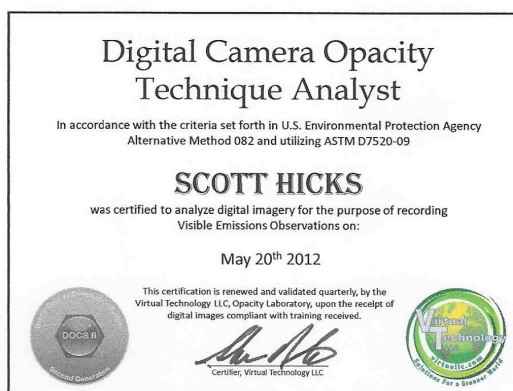 Digital Camera Opacity
Technique Analyst
In accordance with the criteria set forth in U.S. Environmental Protection Agency
Alternative Method 082 and utilizing ASTM D7520-09
SCOTT HICKS
was certified to analyze digital imagery for the purpose of recording
Visible Emissions Observations on:
May 20th 2012
This certification is renewed and validated quarterly, by the
Virtual Technology LLC, Opacity Laboratory, upon the receipt of
digital images compliant with training received.
Certifier, Virtual Technology LLC
DOCS II
Second Generation
Virtual
Technology
LLC
virtuallc.com
Solutions For a Greener World